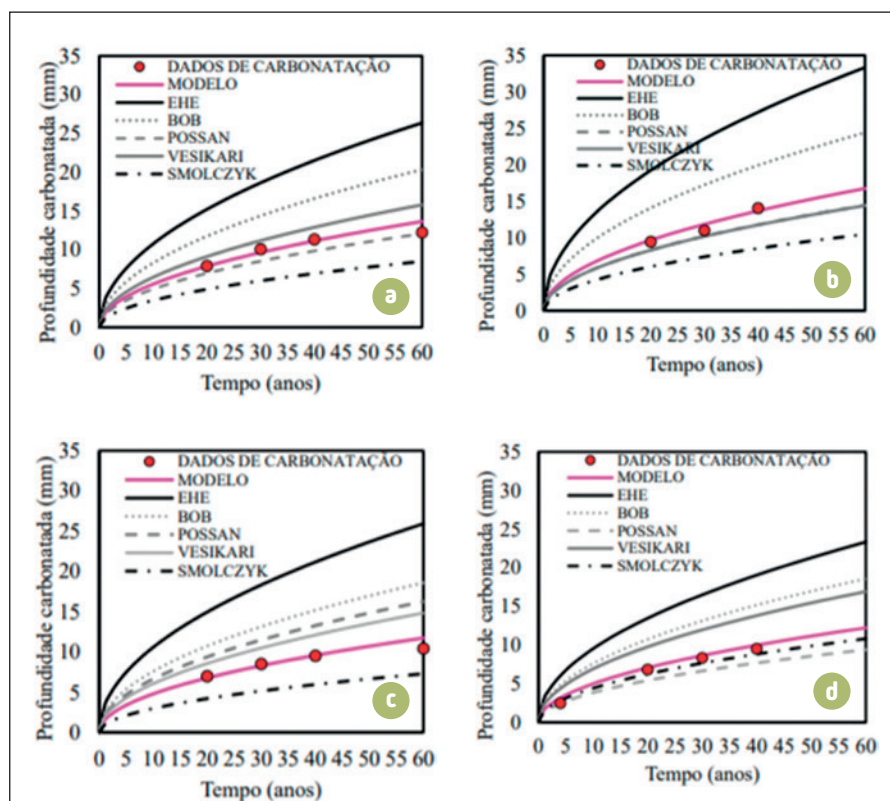 Profundidade carbonatada (mm)
35
30
25
20
15
10
5
0
DADOS DE CARBONATAÇÃO
MODELO
EHE
BOB
POSSAN
VESIKARI
SMOLCZYK
a
0 5 10 15 20 25 30 35 40 45 50 55 60
Tempo (anos)
Profundidade carbonatada (mm)
35
30
25
20
15
10
5
0
DADOS DE CARBONATAÇÃO
MODELO
EHE
BOB
POSSAN
VESIKARI
SMOLCZYK
b
0 5 10 15 20 25 30 35 40 45 50 55 60
Tempo (anos)
Profundidade carbonatada (mm)
35
30
25
20
15
10
5
0
DADOS DE CARBONATAÇÃO
MODELO
EHE
BOB
POSSAN
VESIKARI
SMOLCZYK
c
0 5 10 15 20 25 30 35 40 45 50 55 60
Tempo (anos)
Profundidade carbonatada (mm)
35
30
25
20
15
10
5
0
DADOS DE CARBONATAÇÃO
MODELO
EHE
BOB
POSSAN
VESIKARI
SMOLCZYK
d
0 5 10 15 20 25 30 35 40 45 50 55 60
Tempo (anos)